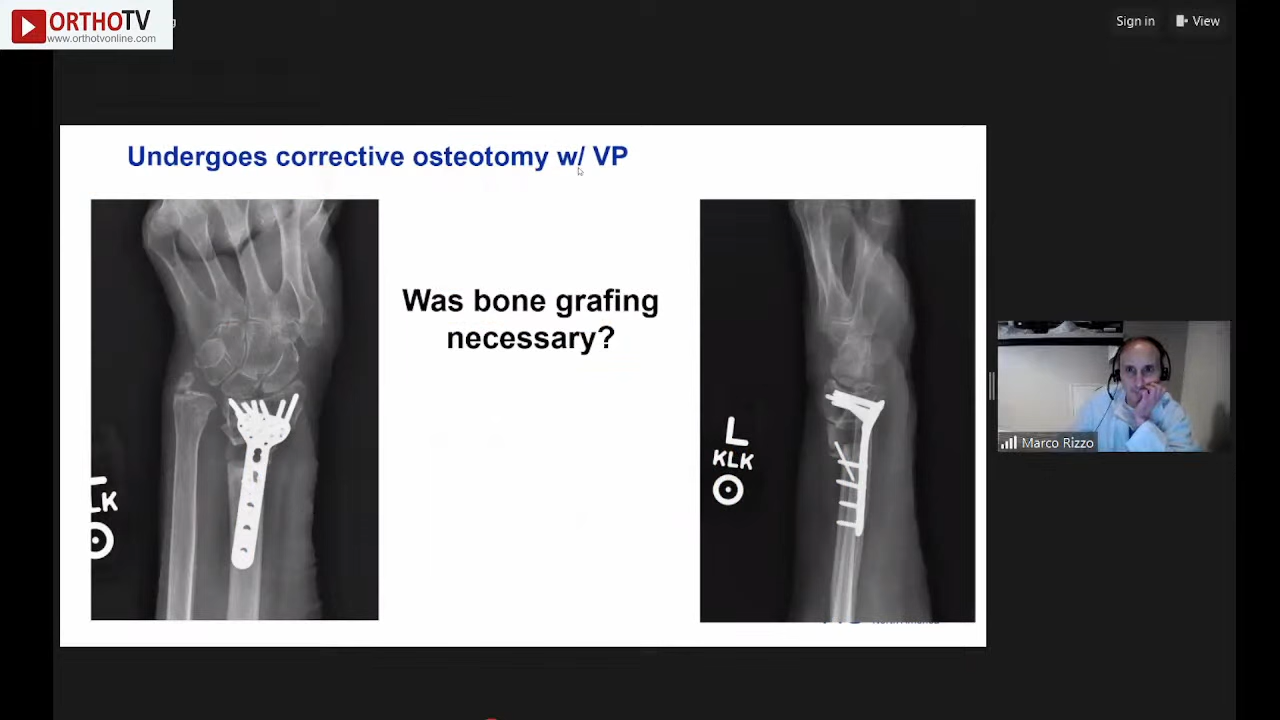 ORTHOTV
www.orthotvonline.com
Sign in
View
Undergoes corrective osteotomy w/ VP
Was bone grafing
necessary?
L
KLK
LK
Marco Rizzo